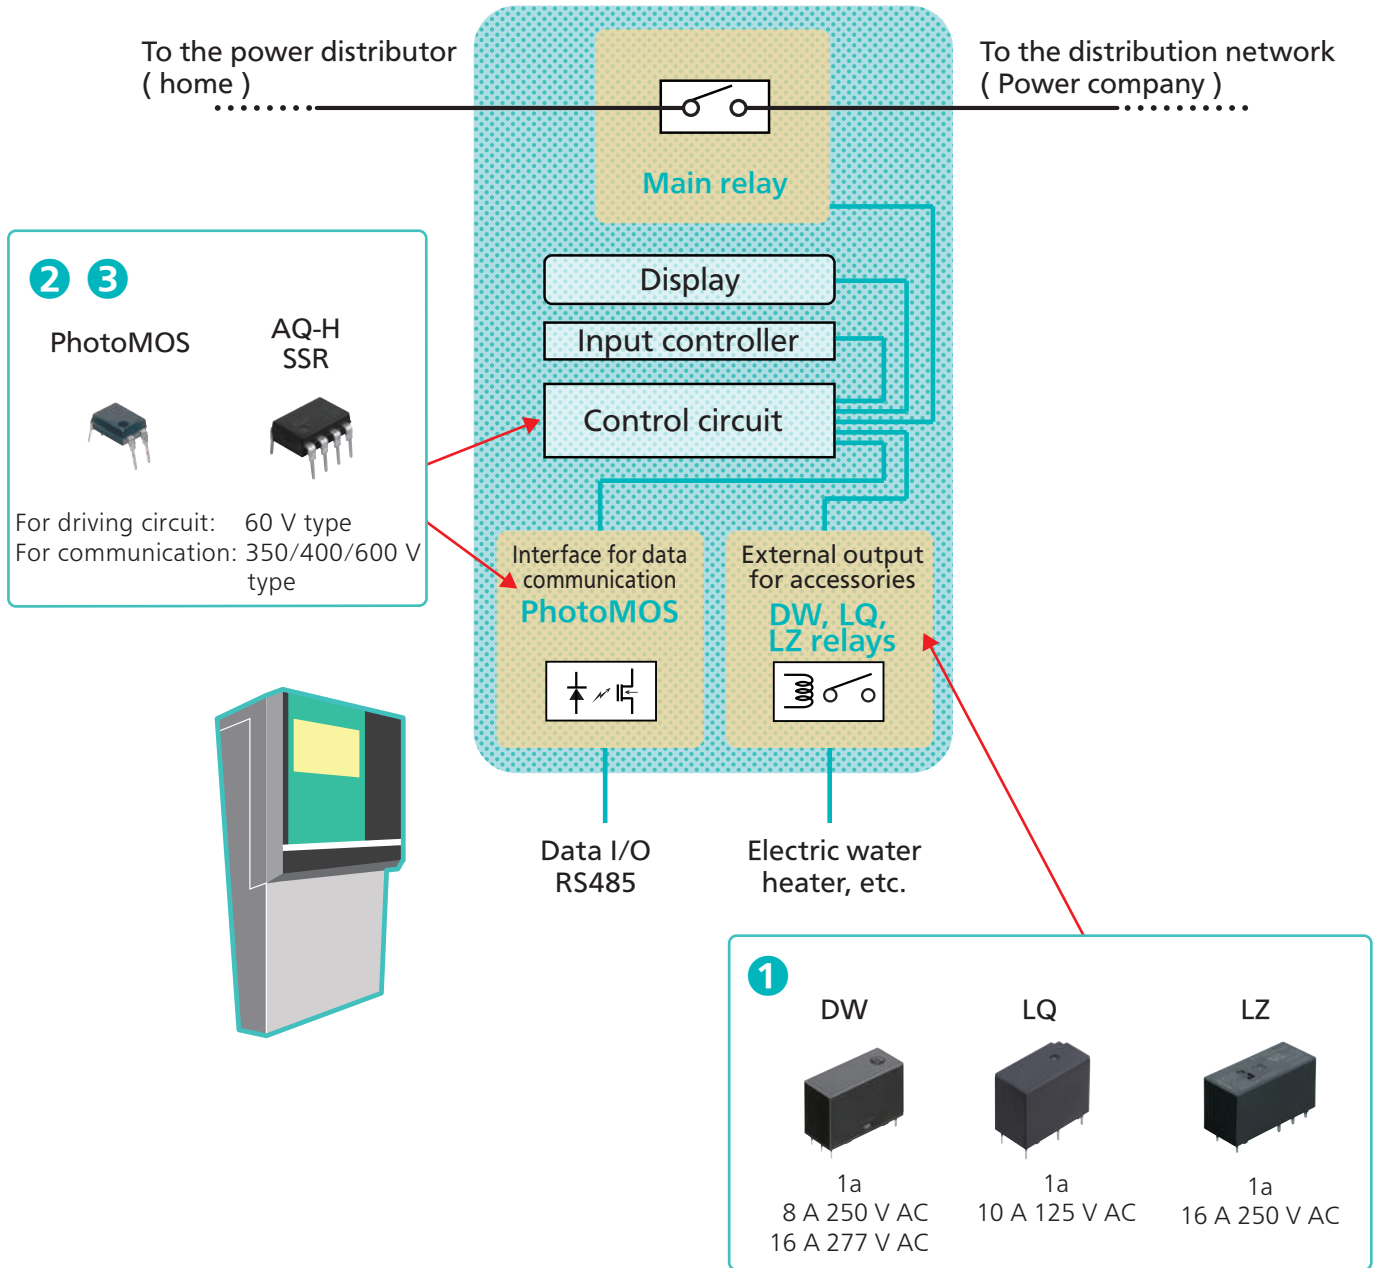 To the power distributor
( home )
To the distribution network
( Power company )
Main relay
Display
Input controller
Control circuit
2 3
PhotoMOS
AQ-H
SSR
For driving circuit: 60 V type
For communication: 350/400/600 V
type
Interface for data
communication
PhotoMOS
External output
for accessories
DW, LQ,
LZ relays
Data I/O
RS485
Electric water
heater, etc.
1
DW
LQ
LZ
1a
8 A 250 V AC
16 A 277 V AC
1a
10 A 125 V AC
1a
16 A 250 V AC